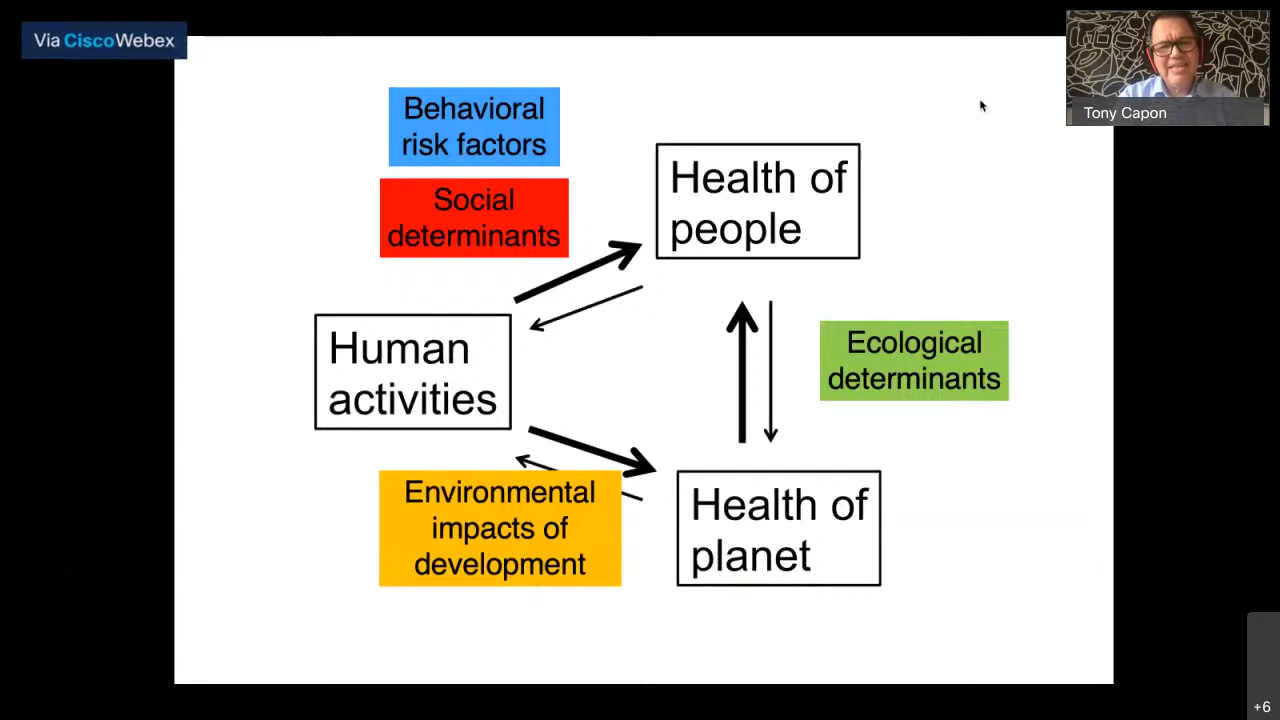 Via CiscoWebex
Tony Capon
Behavioral
risk factors
Social
determinants
Health of
people
Human
activities
Ecological
determinants
Environmental
impacts of
development
Health of
planet
+6